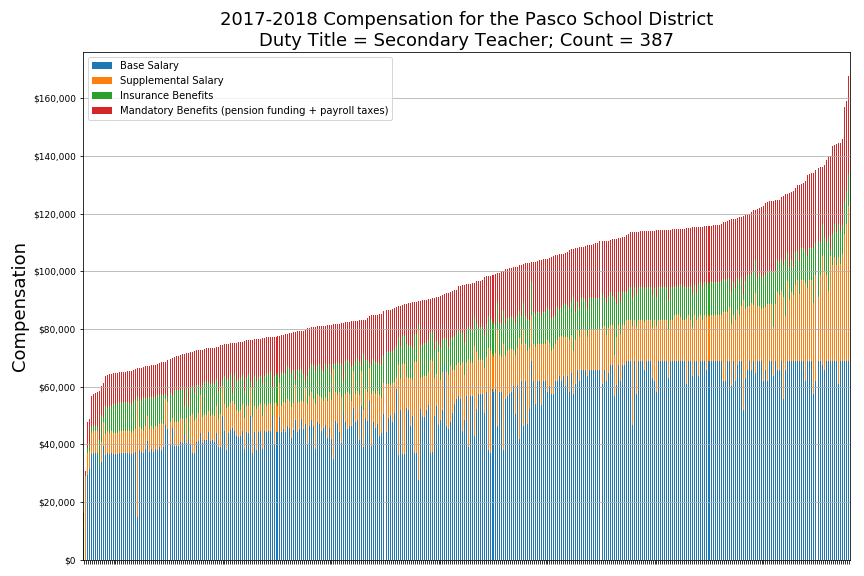 2017-2018 Compensation for the Pasco School District
Duty Title = Secondary Teacher; Count = 387
Base Salary
Supplemental Salary
Insurance Benefits
Mandatory Benefits (pension funding + payroll taxes)
Compensation
$160,000
$140,000
$120,000
$100,000
$80,000
$60,000
$40,000
$20,000
$0